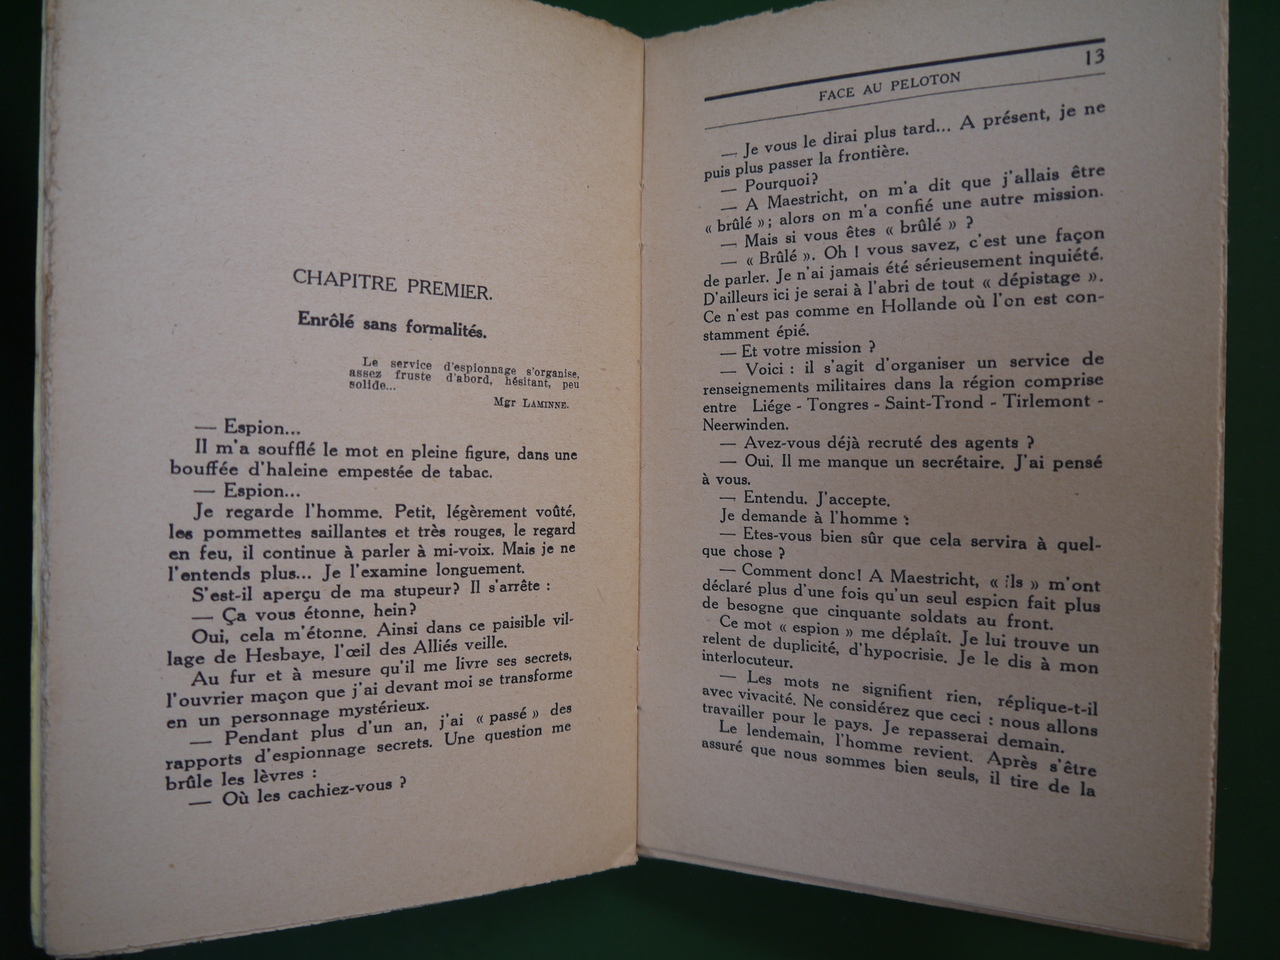 CHAPITRE PREMIER.
Enrôlé sans formalités.
Le service d'espionnage s'organise,
assez fruste d'abord, hésitant, peu
solide...
Mgr LAMINNE.
— Espion...
Il m'a soufflé le mot en pleine figure, dans une
bouffée d'haleine empestée de tabac.
— Espion...
Je regarde l'homme. Petit, légèrement voûté,
les pommettes saillantes et très rouges, le regard
en feu, il continue à parler à mi-voix. Mais je ne
l'entends plus... Je l'examine longuement.
S'est-il aperçu de ma stupeur? Il s'arrête :
— Ça vous étonne, hein?
Oui, cela m'étonne. Ainsi dans ce paisible vil-
lage de Hesbaye, l'œil des Alliés veille.
Au fur et à mesure qu'il me livre ses secrets,
l'ouvrier maçon que j'ai devant moi se transforme
en un personnage mystérieux.
— Pendant plus d'un an, j'ai « passé » des
rapports d'espionnage secrets. Une question me
brûle les lèvres :
— Où les cachiez-vous ?
FACE AU PELOTON
13
— Je vous le dirai plus tard... A présent, je ne
puis plus passer la frontière.
— Pourquoi?
— A Maestricht, on m'a dit que j'allais être
« brûlé »; alors on m'a confié une autre mission.
— Mais si vous êtes « brûlé » ?
— « Brûlé ». Oh ! vous savez, c'est une façon
de parler. Je n'ai jamais été sérieusement inquiété.
D'ailleurs ici je serai à l'abri de tout « dépistage ».
Ce n'est pas comme en Hollande où l'on est con-
stamment épié.
— Et votre mission ?
— Voici : il s'agit d'organiser un service de
renseignements militaires dans la région comprise
entre Liége - Tongres - Saint-Trond - Tirlemont -
Neerwinden.
— Avez-vous déjà recruté des agents ?
— Oui. Il me manque un secrétaire. J'ai pensé
à vous.
— Entendu. J'accepte.
Je demande à l'homme :
— Etes-vous bien sûr que cela servira à quel-
que chose ?
— Comment donc! A Maestricht, « ils » m'ont
déclaré plus d'une fois qu'un seul espion fait plus
de besogne que cinquante soldats au front.
Ce mot « espion » me déplaît. Je lui trouve un
relent de duplicité, d'hypocrisie. Je le dis à mon
interlocuteur.
— Les mots ne signifient rien, réplique-t-il
avec vivacité. Ne considérez que ceci : nous allons
travailler pour le pays. Je repasserai demain.
Le lendemain, l'homme revient. Après s'être
assuré que nous sommes bien seuls, il tire de la